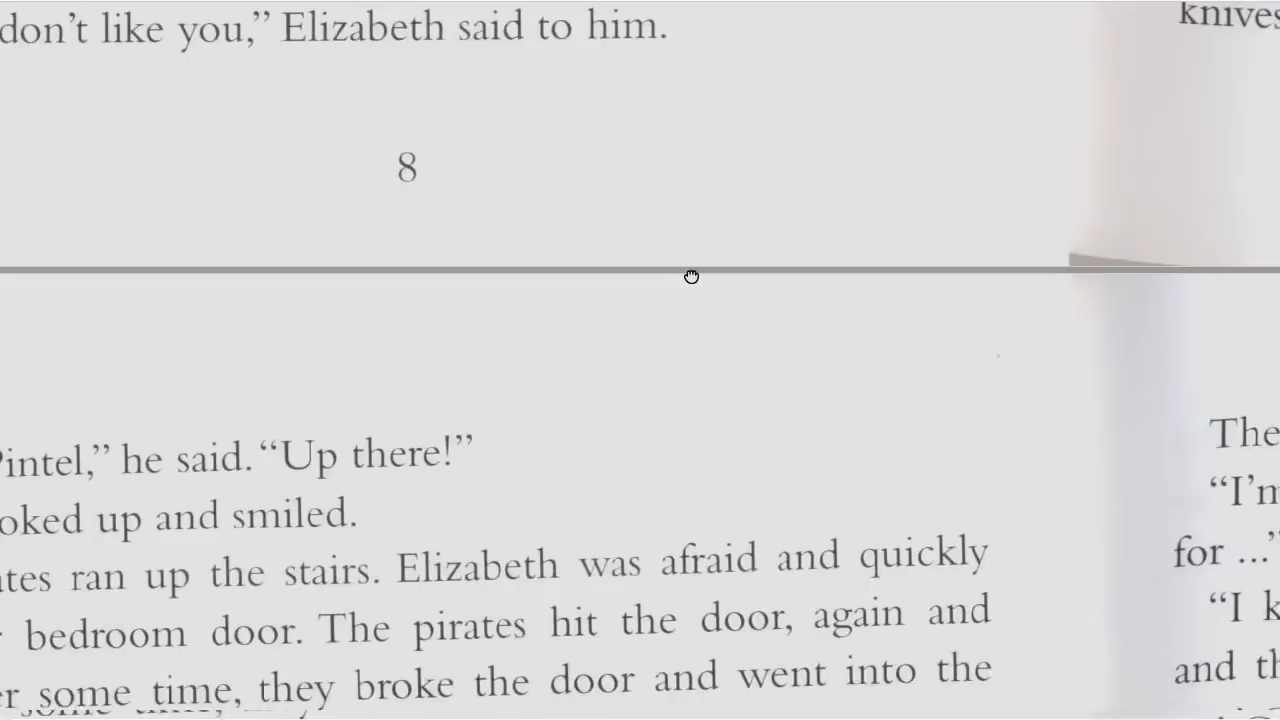 don't like you," Elizabeth said to him.
8
knives
intel," he said. "Up there!"
oked up and smiled.
ates ran up the stairs. Elizabeth was afraid and quickly
bedroom door. The pirates hit the door, again and
er some time, they broke the door and went into the
The
"I'm
for ..."
"I k
and th